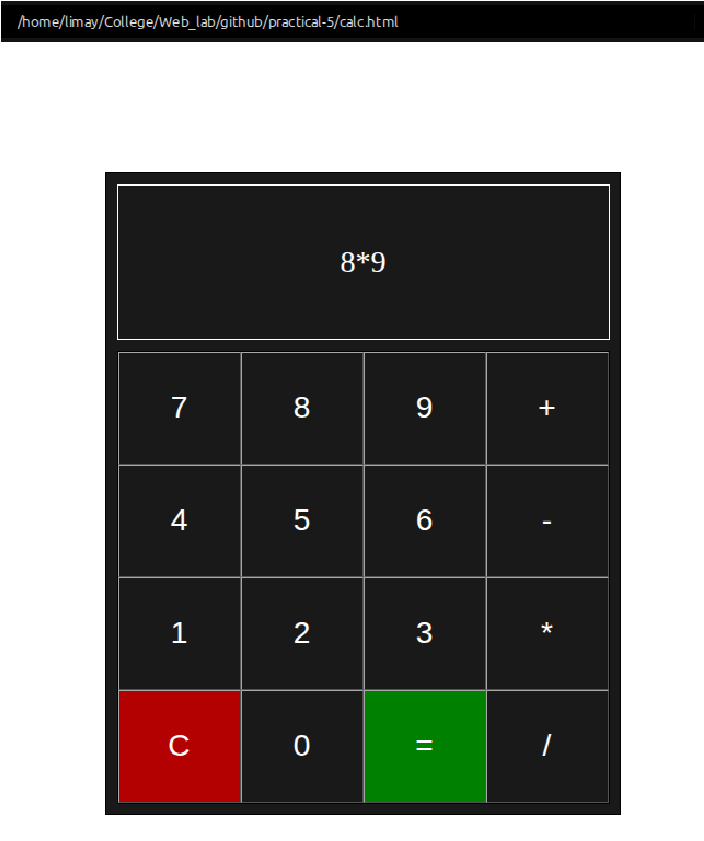 /home/limay/College/Web_lab/github/practical-5/calc.html
8*9
7 8 9 +
4 5 6 -
1 2 3 *
C 0 = /